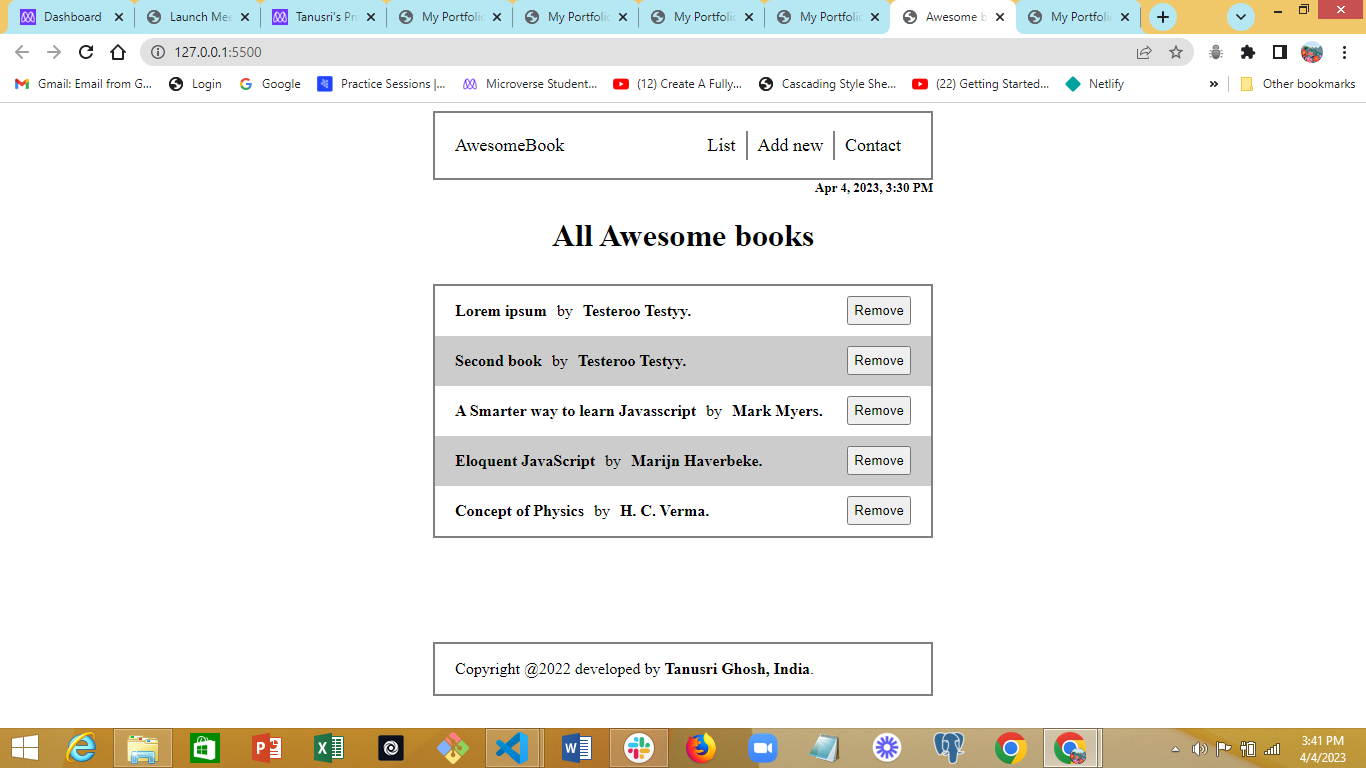 Dashboard Launch Mee Tanusri's Pr My Portfolio My Portfolio My Portfolio My Portfolio Awesome b My Portfoli
127.0.0.1:5500
Gmail: Email from G... Login Google Practice Sessions |... Microverse Student... (12) Create A Fully... Cascading Style She... (22) Getting Started... Netlify » Other bookmarks
AwesomeBook List Add new Contact
Apr 4, 2023, 3:30 PM
All Awesome books
Lorem ipsum by Testeroo Testyy. Remove
Second book by Testeroo Testyy. Remove
A Smarter way to learn Javasscript by Mark Myers. Remove
Eloquent JavaScript by Marijn Haverbeke. Remove
Concept of Physics by H. C. Verma. Remove
Copyright @2022 developed by Tanusri Ghosh, India.
3:41 PM
4/4/2023